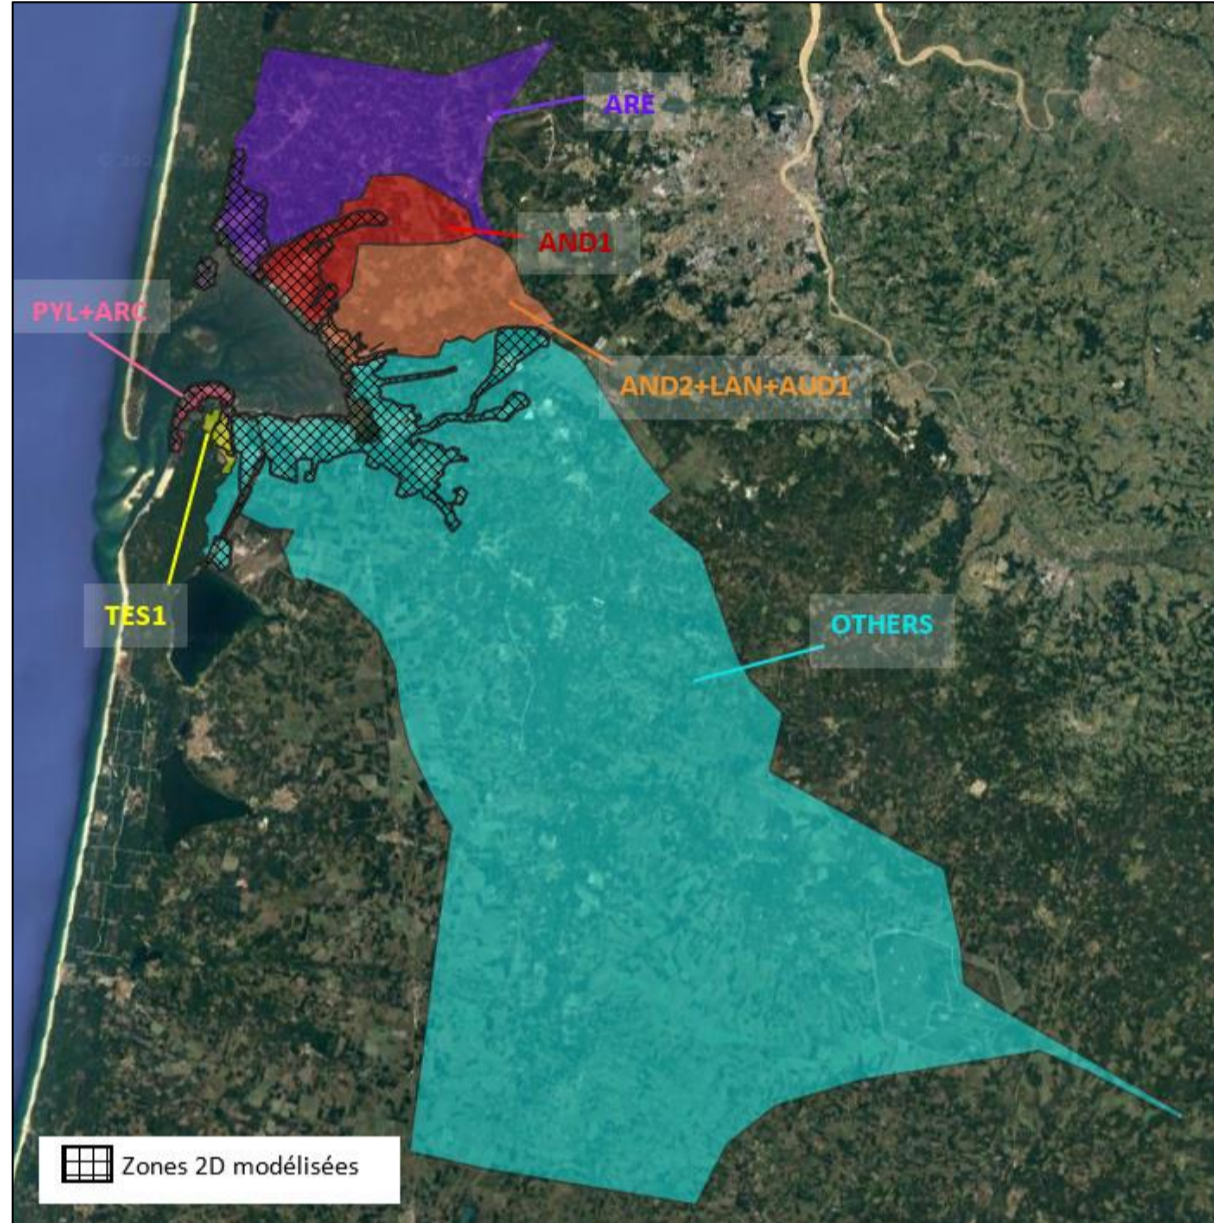 ARE
AND1
PYL+ARC
AND2+LAN+AUD1
TES1
OTHERS
Zones 2D modélisées